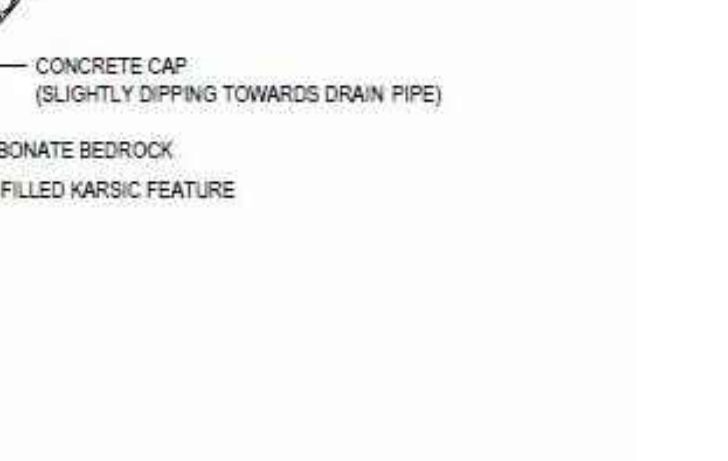 CONCRETE CAP
(SLIGHTLY DIPPING TOWARDS DRAIN PIPE)
BONATE BEDROCK
FILLED KARSIC FEATURE